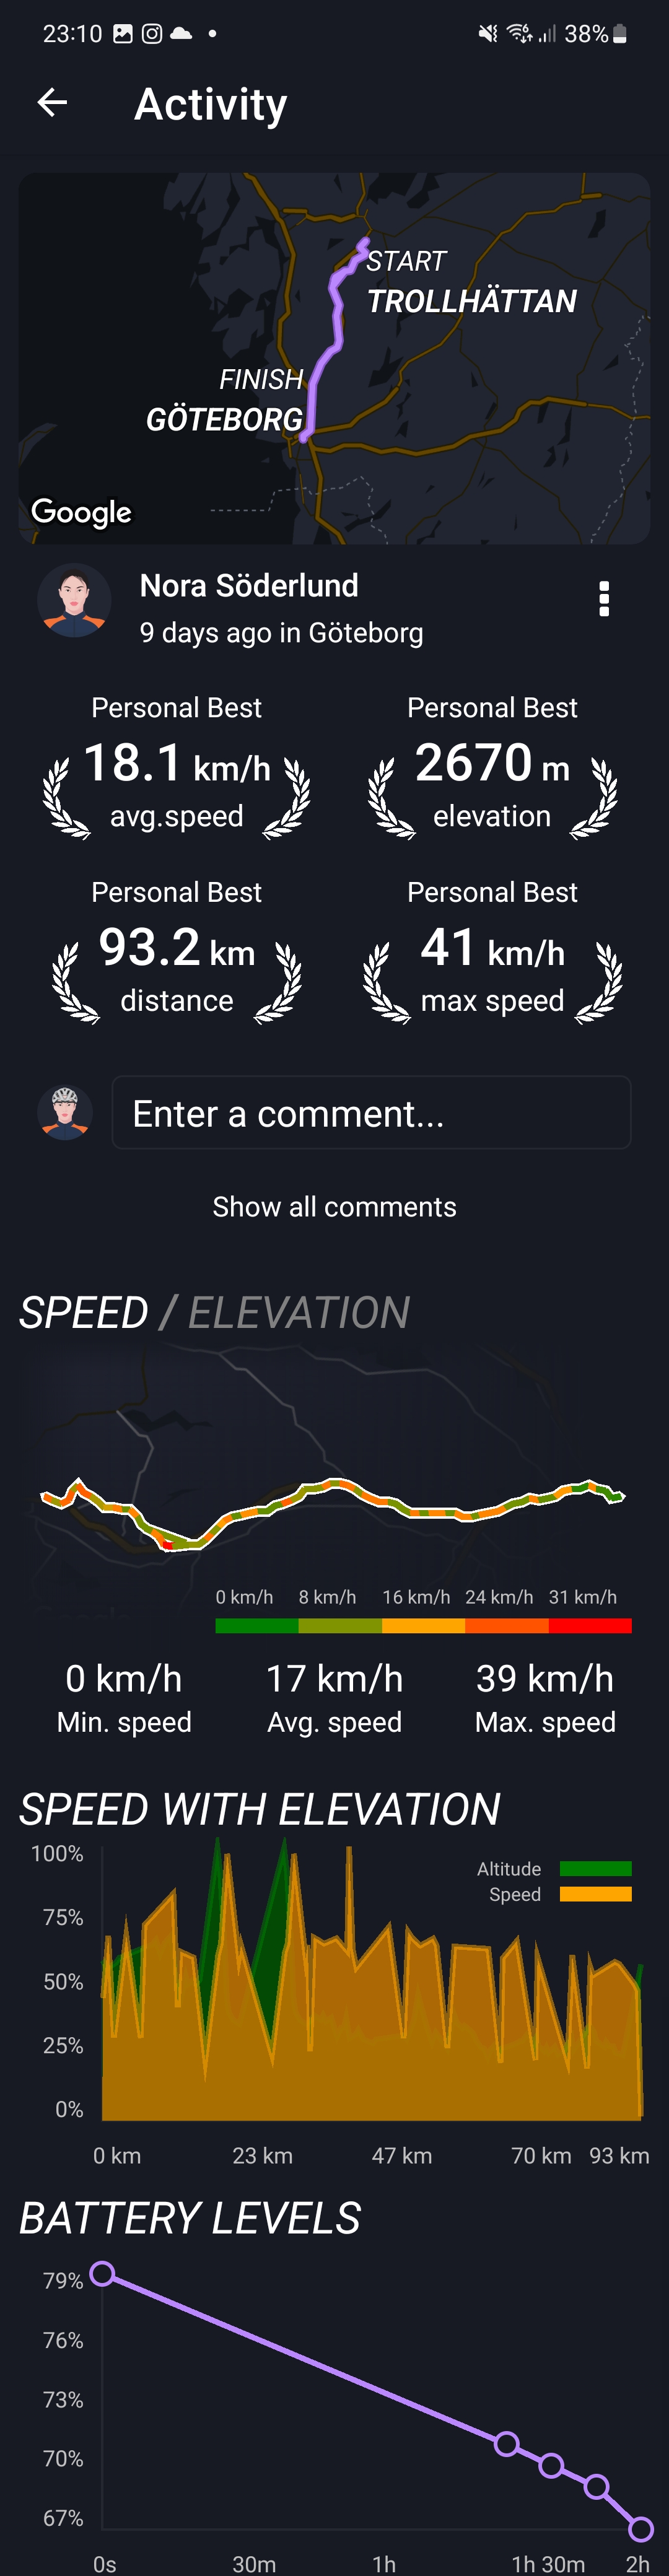 23:10
38%
Activity
START
TROLLHÄTTAN
FINISH
GÖTEBORG
Google
Nora Söderlund
9 days ago in Göteborg
Personal Best Personal Best
18.1 km/h 2670 m
avg.speed elevation
Personal Best Personal Best
93.2 km 41 km/h
distance max speed
Enter a comment...
Show all comments
SPEED / ELEVATION
0 km/h 8 km/h 16 km/h 24 km/h 31 km/h
0 km/h 17 km/h 39 km/h
Min. speed Avg. speed Max. speed
SPEED WITH ELEVATION
100%
Altitude
Speed
75%
50%
25%
0%
0 km 23 km 47 km 70 km 93 km
BATTERY LEVELS
79%
76%
73%
70%
67%
0s 30m 1h 1h 30m 2h